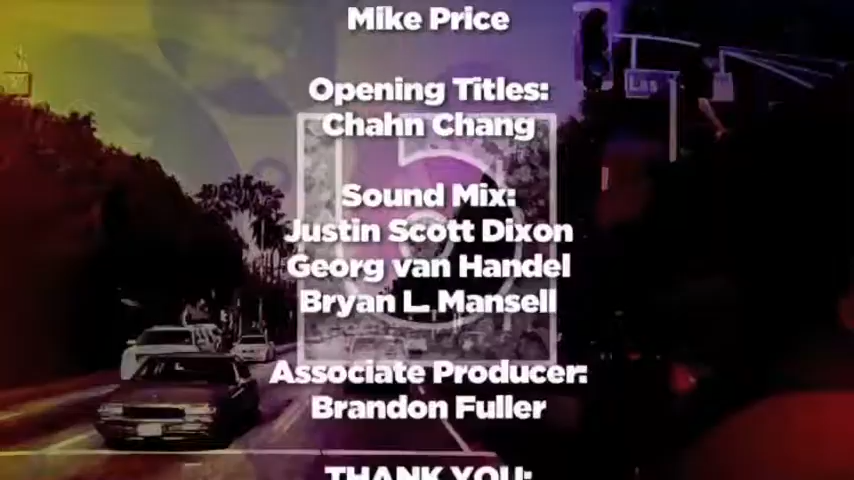 Mike Price
Opening Titles:
Chahn Chang
Sound Mix:
Justin Scott Dixon
Georg van Handel
Bryan L. Mansell
Associate Producer:
Brandon Fuller
THANK YOU: